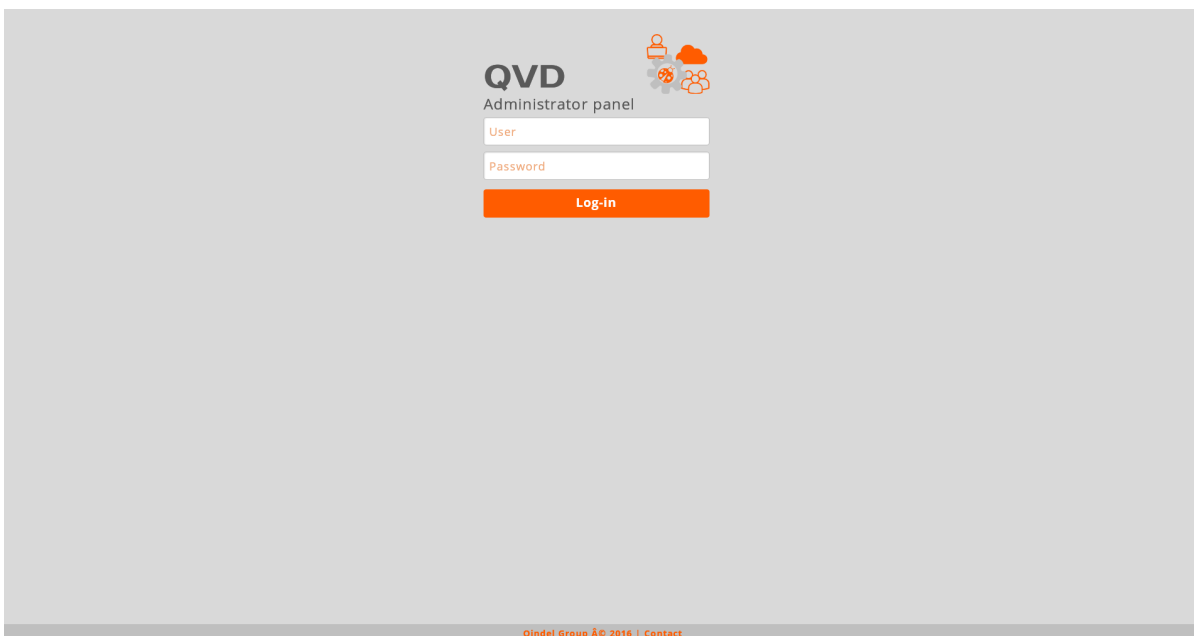 QVD
Administrator panel
User
Password
Log-in
Qindel Group Â© 2016 | Contact